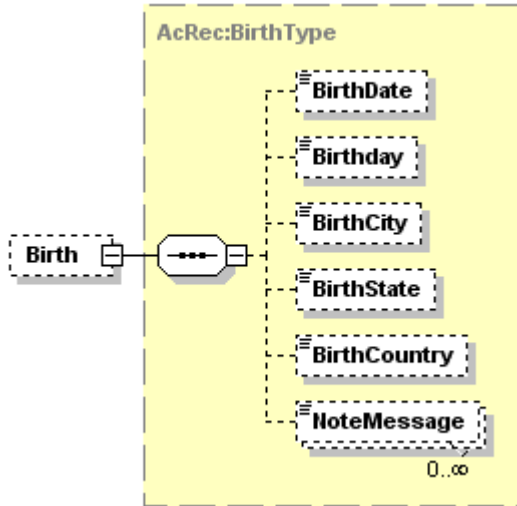 AcRec:BirthType
BirthDate
Birthday
BirthCity
Birth
BirthState
BirthCountry
NoteMessage
0..∞